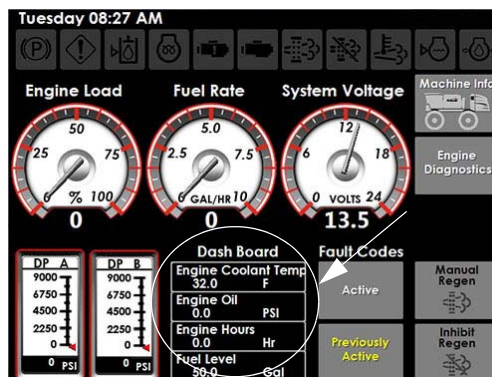 Tuesday 08:27 AM
Engine Load
Fuel Rate
System Voltage
Machine Info
50
25 75
0 % 100
0
5.0
2.5 7.5
0 GAL/HR 10
0
12
6 18
0 VOLTS 24
13.5
Engine
Diagnostics
DP A
9000
6750
4500
2250
0
0 PSI
DP B
9000
6750
4500
2250
0
0 PSI
Dash Board
Engine Coolant Temp
32.0 F
Engine Oil
0.0 PSI
Engine Hours
0.0 Hr
Fuel Level
50.0 Gal
Fault Codes
Active
Previously
Active
Manual
Regen
Inhibit
Regen